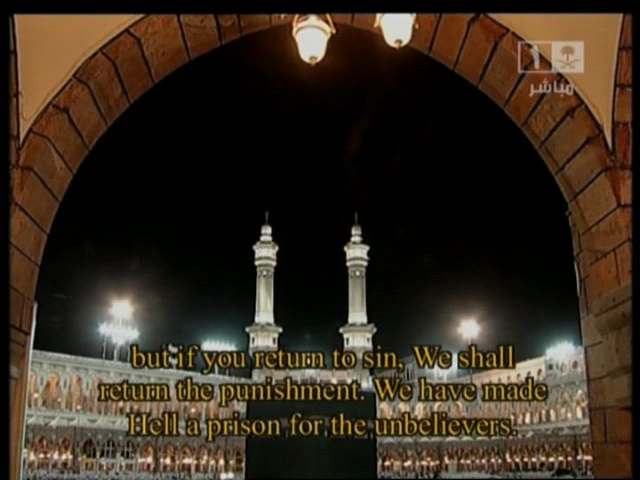 1
مباشر
but if you return to sin, We shall
return the punishment. We have made
Hell a prison for the unbelievers.